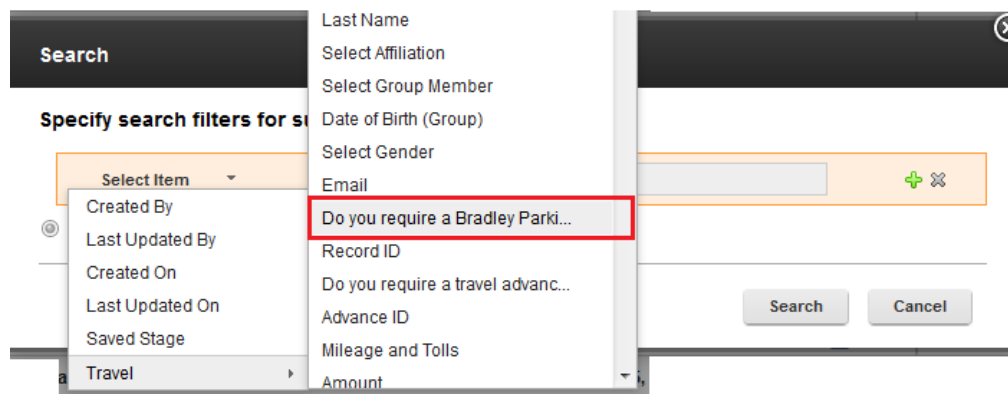 Search
Specify search filters for su
Select Item
Created By
Last Updated By
Created On
Last Updated On
Saved Stage
Travel
Last Name
Select Affiliation
Select Group Member
Date of Birth (Group)
Select Gender
Email
Do you require a Bradley Parki...
Record ID
Do you require a travel advanc...
Advance ID
Mileage and Tolls
Amount
Search
Cancel